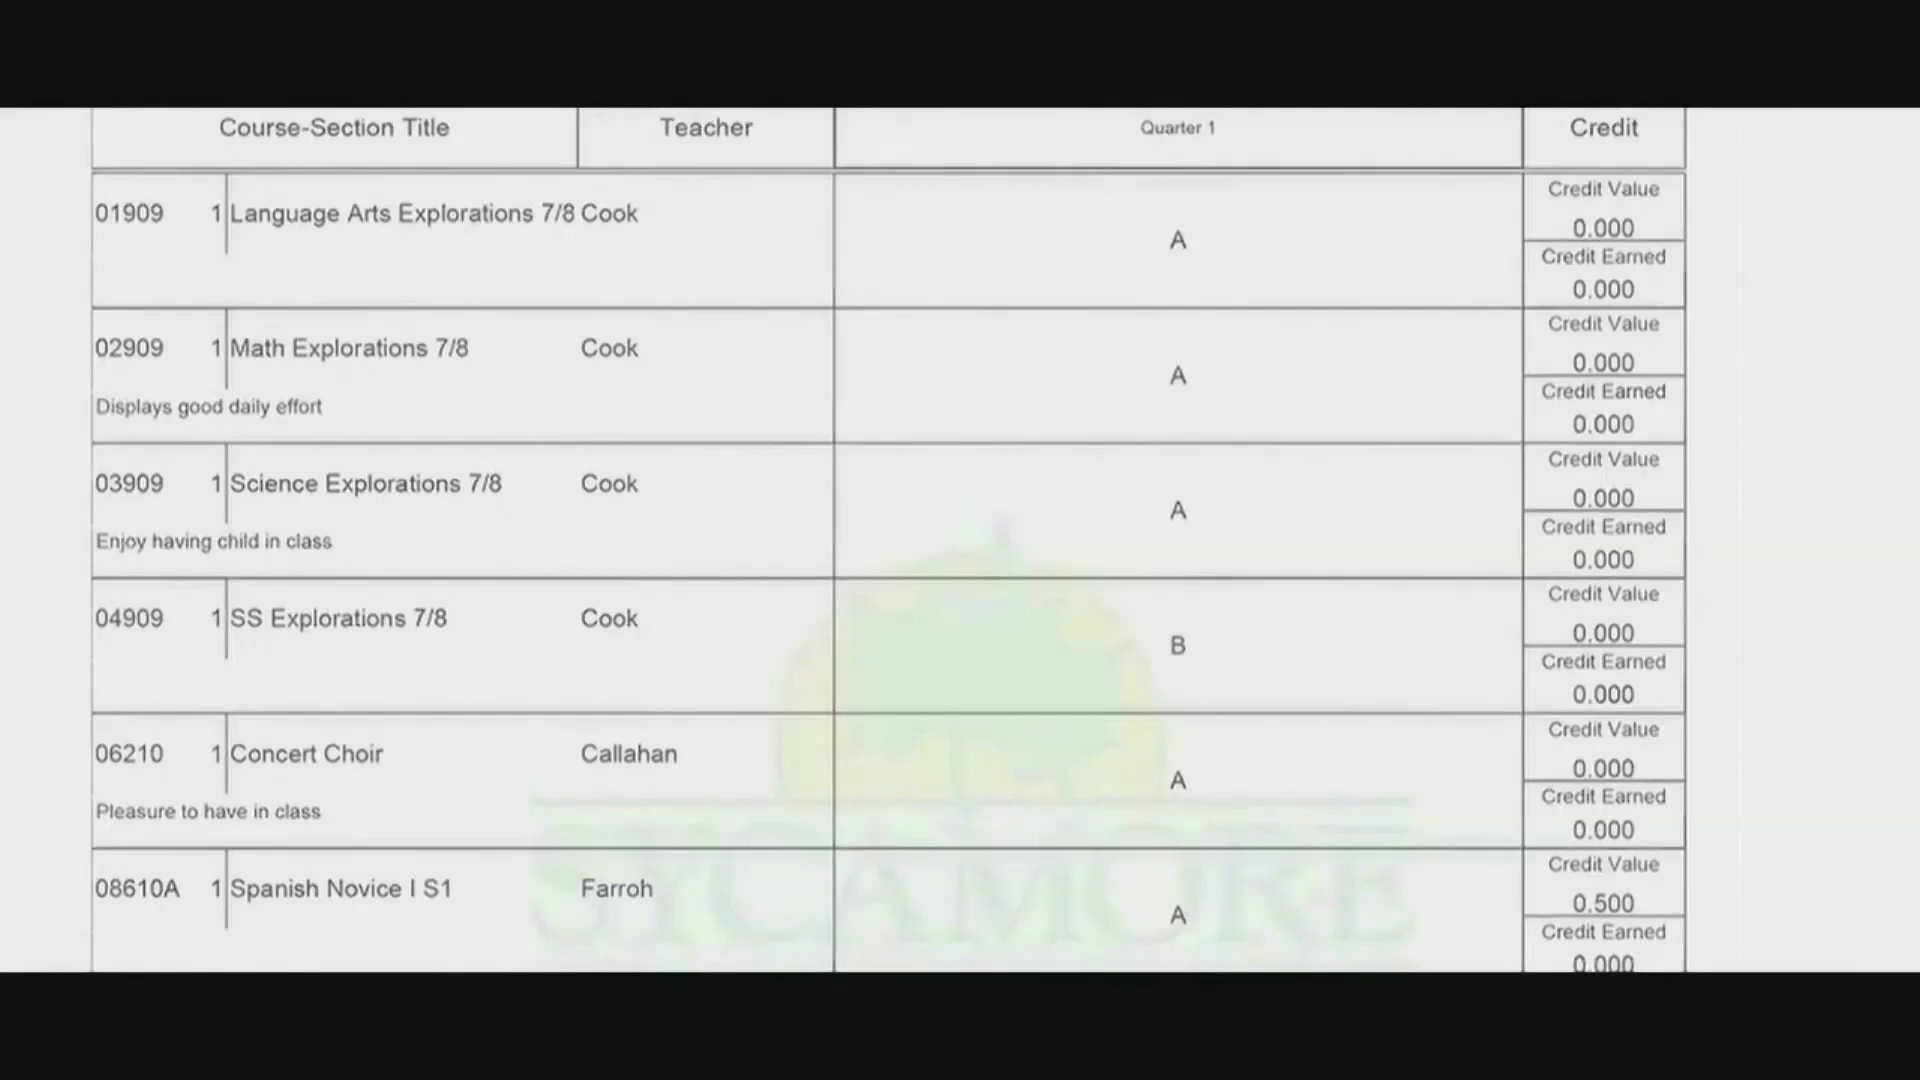 Course-Section Title Teacher Quarter 1 Credit
01909 1 Language Arts Explorations 7/8 Cook A Credit Value
0.000
Credit Earned
0.000
02909 1 Math Explorations 7/8 Cook A Credit Value
0.000
Displays good daily effort Credit Earned
0.000
03909 1 Science Explorations 7/8 Cook A Credit Value
0.000
Enjoy having child in class Credit Earned
0.000
04909 1 SS Explorations 7/8 Cook B Credit Value
0.000
Credit Earned
0.000
06210 1 Concert Choir Callahan A Credit Value
0.000
Pleasure to have in class Credit Earned
0.000
08610A 1 Spanish Novice I S1 Farroh A Credit Value
0.500
Credit Earned
0.000
SYCAMORE